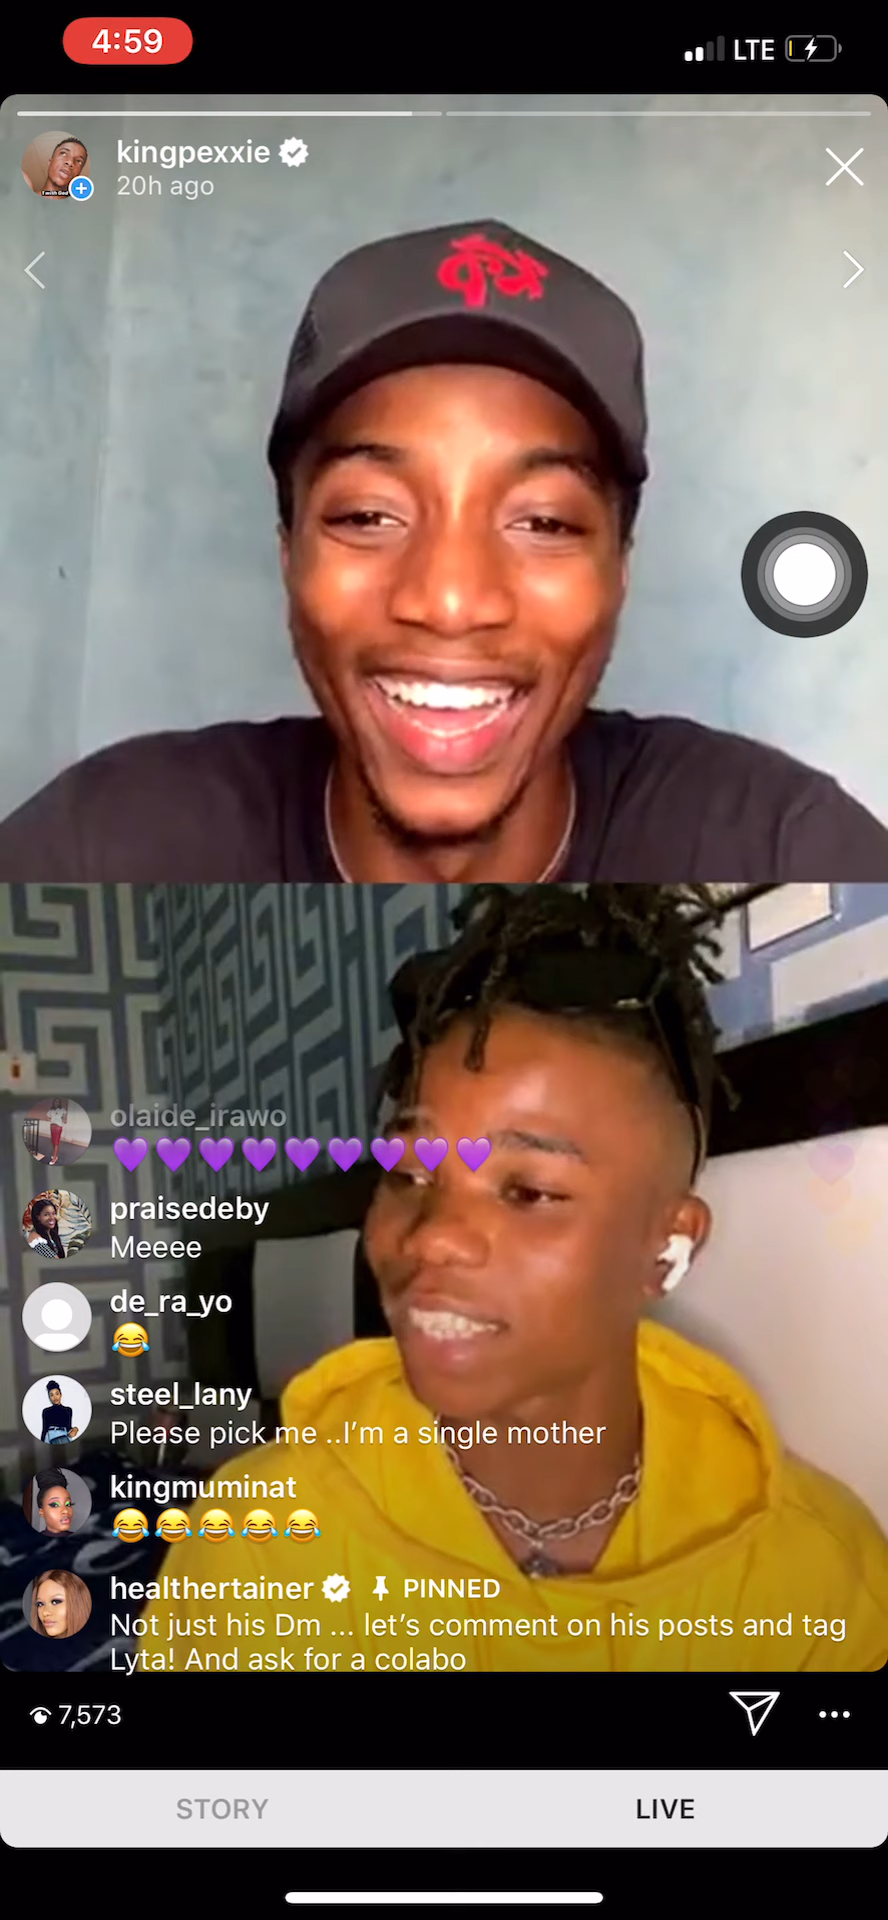 4:59
LTE
kingpexxie
20h ago
olaide_irawo
💜💜💜💜💜💜💜💜💜
praisedeby
Meeee
de_ra_yo
😂
steel_lany
Please pick me ..I’m a single mother
kingmuminat
😂😂😂😂😂
healthertainer PINNED
Not just his Dm ... let’s comment on his posts and tag
Lyta! And ask for a colabo
7,573
STORY
LIVE